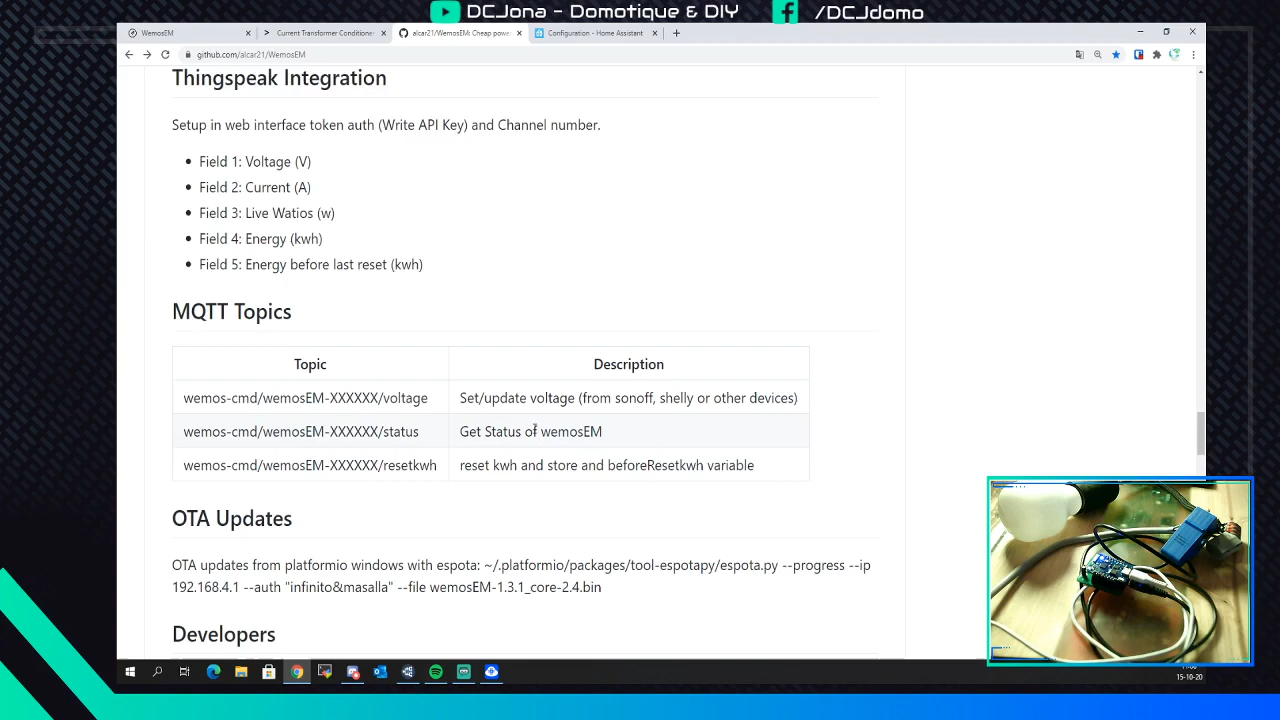 DCJona - Domotique & DIY
/DCJdomo
WemosEM
Current Transformer Conditione
alcar21/WemosEM: Cheap powe
Configuration - Home Assistant
github.com/alcar21/WemosEM
Thingspeak Integration
Setup in web interface token auth (Write API Key) and Channel number.
Field 1: Voltage (V)
Field 2: Current (A)
Field 3: Live Watios (w)
Field 4: Energy (kwh)
Field 5: Energy before last reset (kwh)
MQTT Topics
Topic Description
wemos-cmd/wemosEM-XXXXXX/voltage Set/update voltage (from sonoff, shelly or other devices)
wemos-cmd/wemosEM-XXXXXX/status Get Status of wemosEM
wemos-cmd/wemosEM-XXXXXX/resetkwh reset kwh and store and beforeResetkwh variable
OTA Updates
OTA updates from platformio windows with espota: ~/.platformio/packages/tool-espotapy/espota.py --progress --ip
192.168.4.1 --auth "infinito&masalla" --file wemosEM-1.3.1_core-2.4.bin
Developers
15-10-20